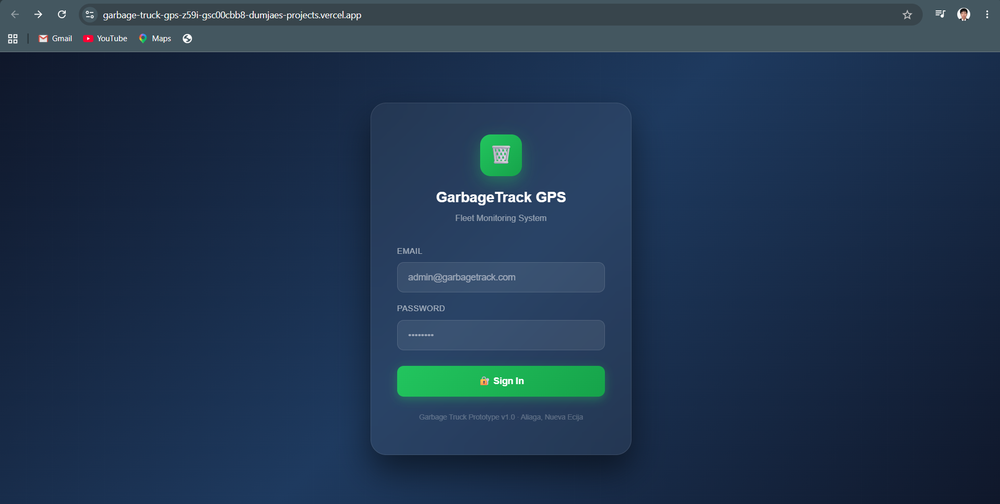 garbage-truck-gps-z59i-gsc00cbb8-dumjaes-projects.vercel.app
Gmail YouTube Maps
GarbageTrack GPS
Fleet Monitoring System
EMAIL
admin@garbagetrack.com
PASSWORD
••••••••
🔐 Sign In
Garbage Truck Prototype v1.0 · Aliaga, Nueva Ecija